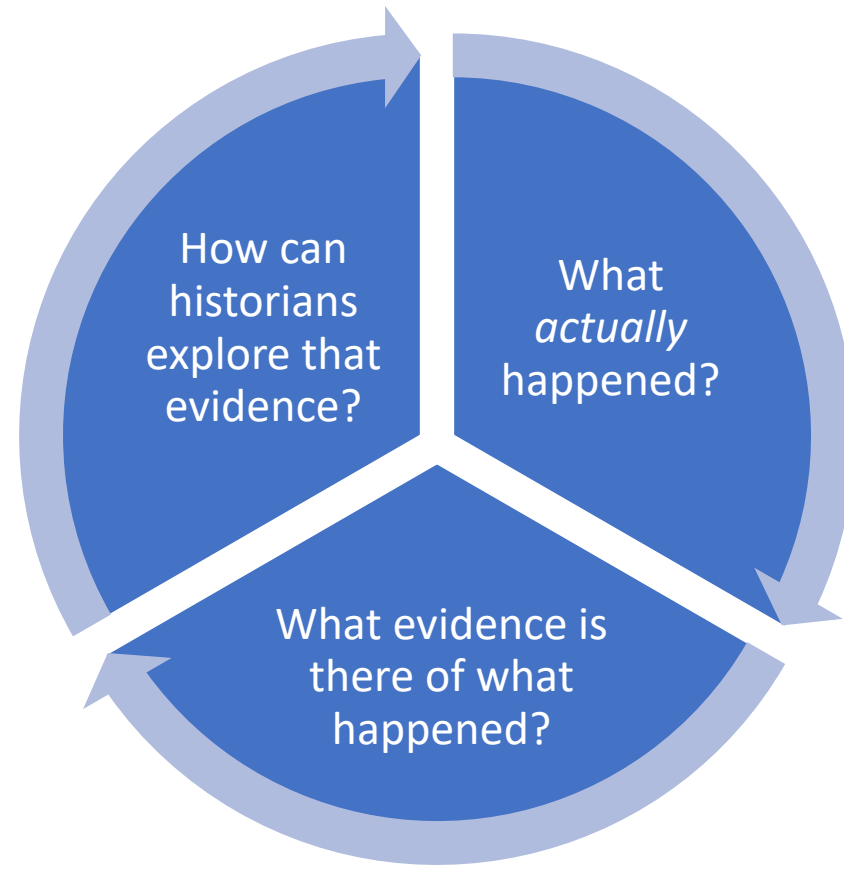 How can
historians
explore that
evidence?
What
actually
happened?
What evidence is
there of what
happened?